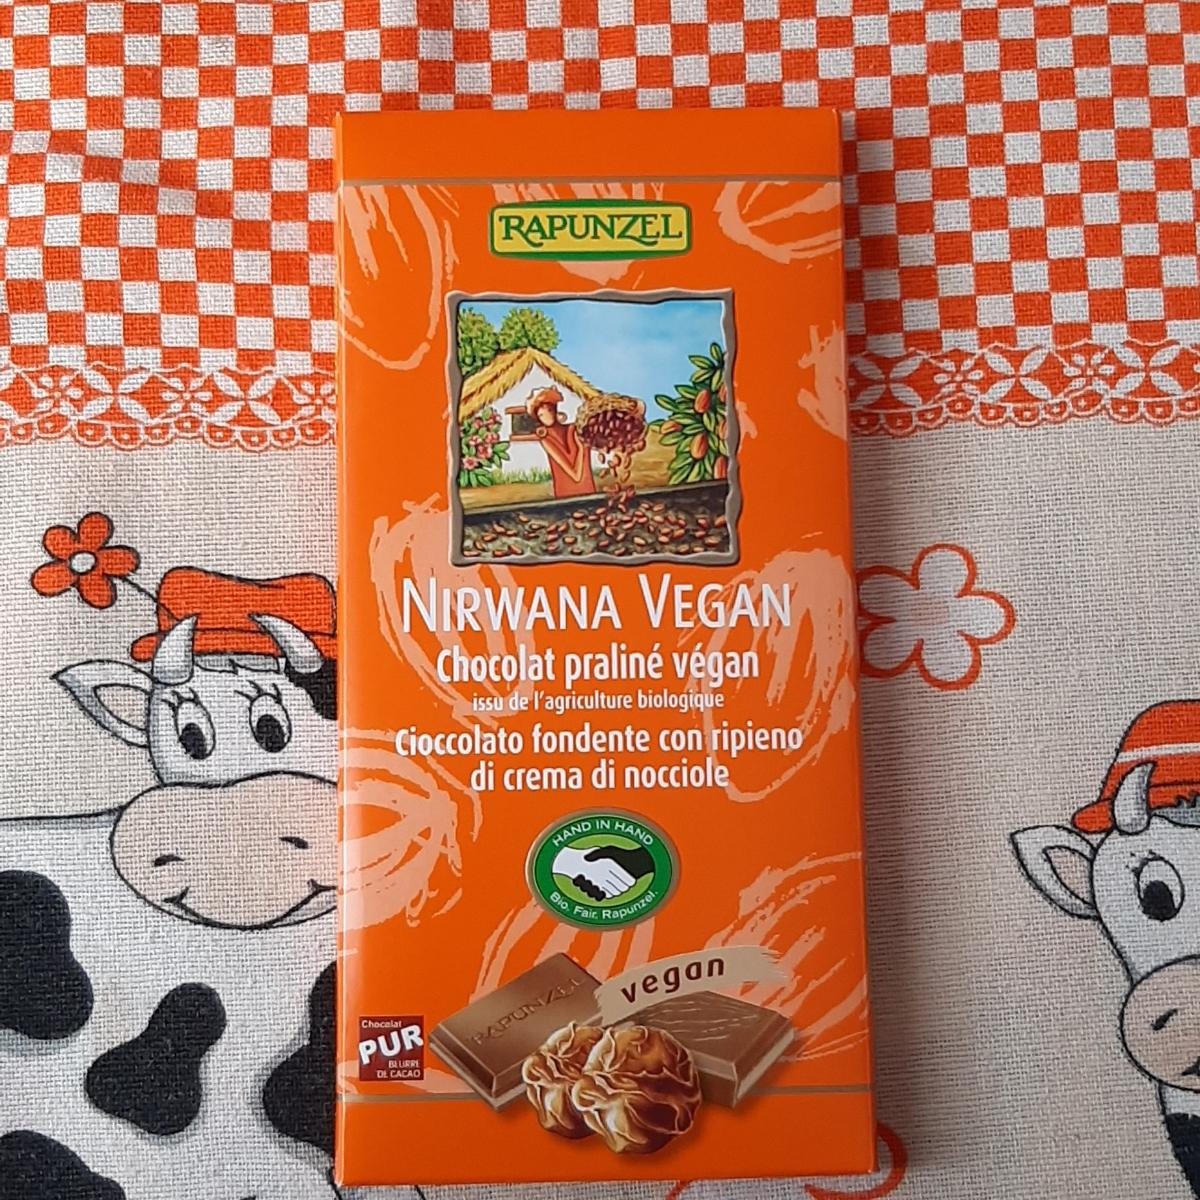 RAPUNZEL
NIRWANA VEGAN
Chocolat praliné végan
issu de l'agriculture biologique
Cioccolato fondente con ripieno
di crema di nocciole
HAND IN HAND
Bio. Fair. Rapunzel.
vegan
RAPUNZEL
Chocolat
PUR
BEURRE
DE CACAO